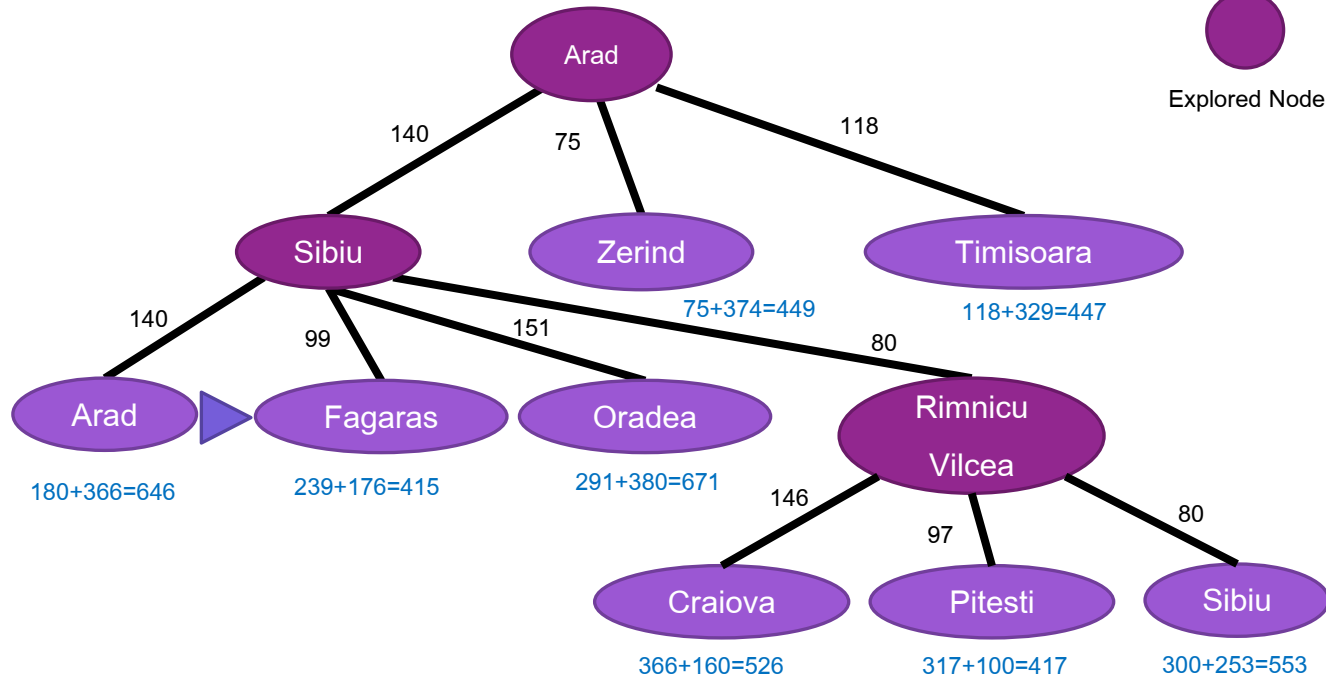 Arad
Explored Node
140
75
118
Sibiu
Zerind
Timisoara
75+374=449
118+329=447
140
99
151
80
Arad
Fagaras
Oradea
Rimnicu
Vilcea
180+366=646
239+176=415
291+380=671
146
97
80
Craiova
Pitesti
Sibiu
366+160=526
317+100=417
300+253=553